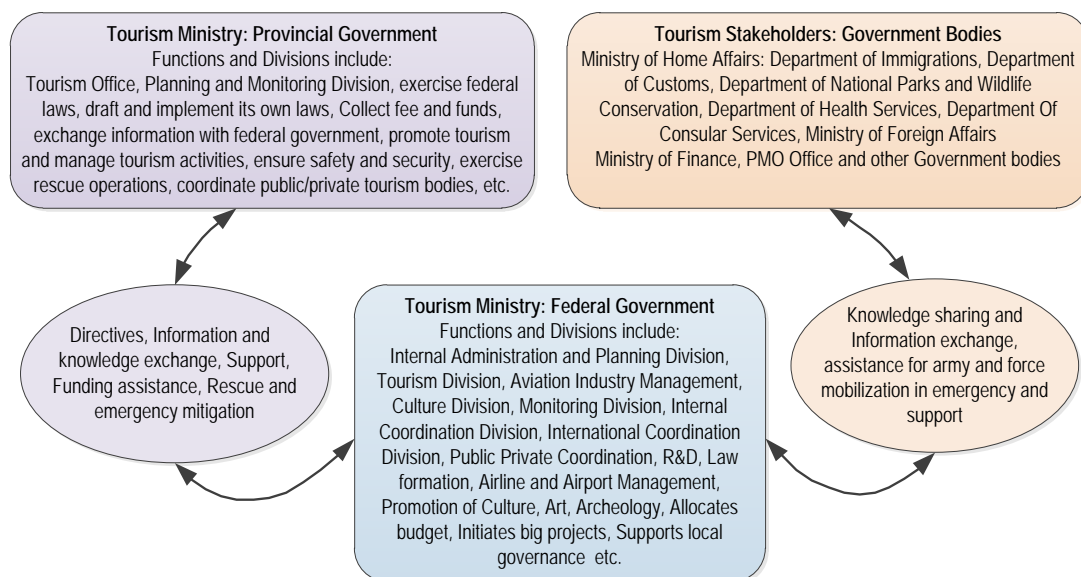 Tourism Ministry: Provincial Government
Functions and Divisions include:
Tourism Office, Planning and Monitoring Division, exercise federal
laws, draft and implement its own laws, Collect fee and funds,
exchange information with federal government, promote tourism
and manage tourism activities, ensure safety and security, exercise
rescue operations, coordinate public/private tourism bodies, etc.
Tourism Stakeholders: Government Bodies
Ministry of Home Affairs: Department of Immigrations, Department
of Customs, Department of National Parks and Wildlife
Conservation, Department of Health Services, Department Of
Consular Services, Ministry of Foreign Affairs
Ministry of Finance, PMO Office and other Government bodies
Directives, Information and
knowledge exchange, Support,
Funding assistance, Rescue and
emergency mitigation
Tourism Ministry: Federal Government
Functions and Divisions include:
Internal Administration and Planning Division,
Tourism Division, Aviation Industry Management,
Culture Division, Monitoring Division, Internal
Coordination Division, International Coordination
Division, Public Private Coordination, R&D, Law
formation, Airline and Airport Management,
Promotion of Culture, Art, Archeology, Allocates
budget, Initiates big projects, Supports local
governance etc.
Knowledge sharing and
Information exchange,
assistance for army and force
mobilization in emergency and
support